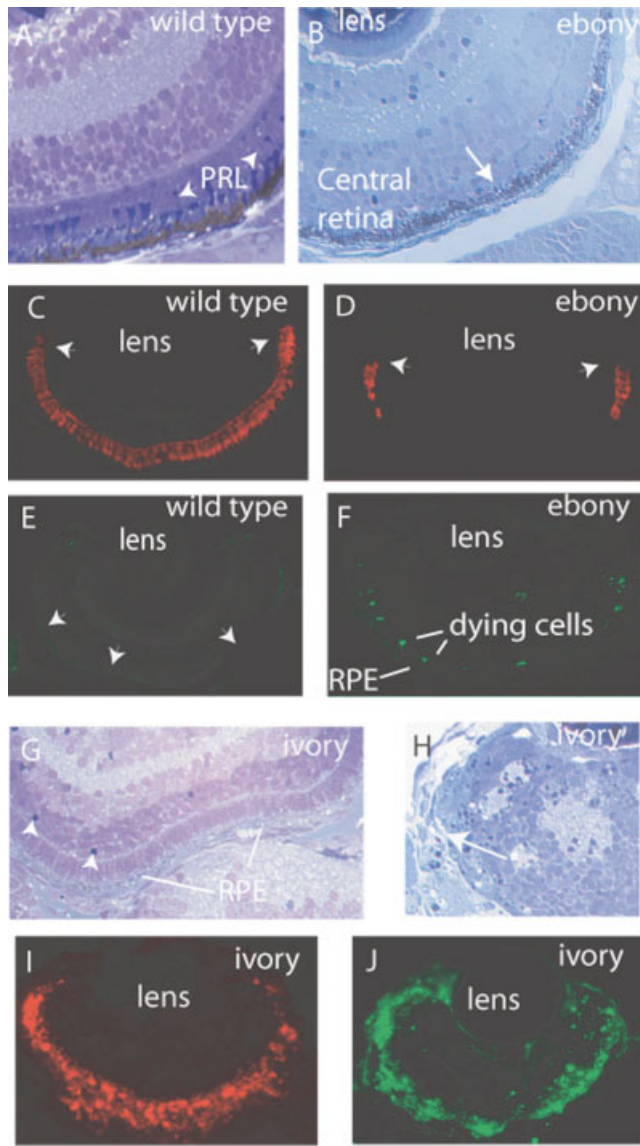 A wild type
B lens ebony
PRL
Central
retina
C wild type
lens
D ebony
lens
E wild type
lens
F ebony
lens
dying cells
RPE
G ivory
RPE
H ivory
I ivory
lens
J ivory
lens